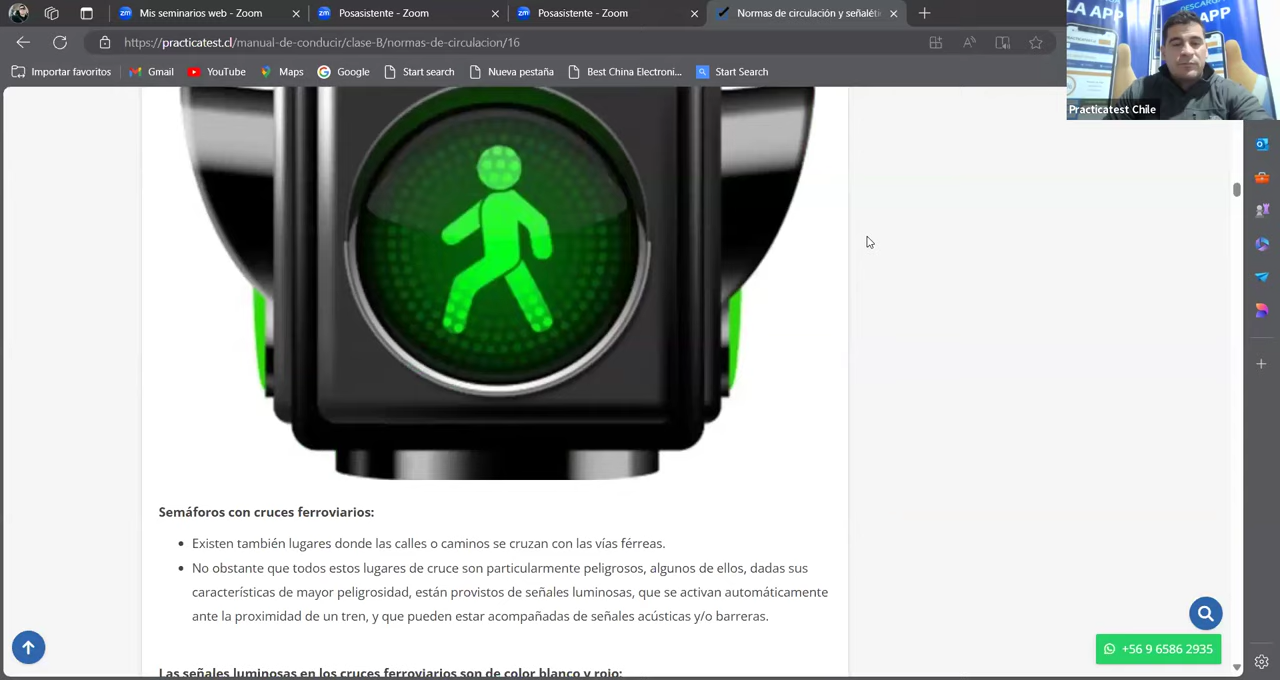 Mis seminarios web - Zoom
Posasistente - Zoom
Posasistente - Zoom
Normas de circulación y señaléti
https://practicatest.cl/manual-de-conducir/clase-B/normas-de-circulacion/16
Importar favoritos
Gmail
YouTube
Maps
Google
Start search
Nueva pestaña
Best China Electroni...
Start Search
LA APP
DESCARGA
APP
Practicatest Chile
Semáforos con cruces ferroviarios:
Existen también lugares donde las calles o caminos se cruzan con las vías férreas.
No obstante que todos estos lugares de cruce son particularmente peligrosos, algunos de ellos, dadas sus
características de mayor peligrosidad, están provistos de señales luminosas, que se activan automáticamente
ante la proximidad de un tren, y que pueden estar acompañadas de señales acústicas y/o barreras.
Las señales luminosas en los cruces ferroviarios son de color blanco y rojo:
+56 9 6586 2935